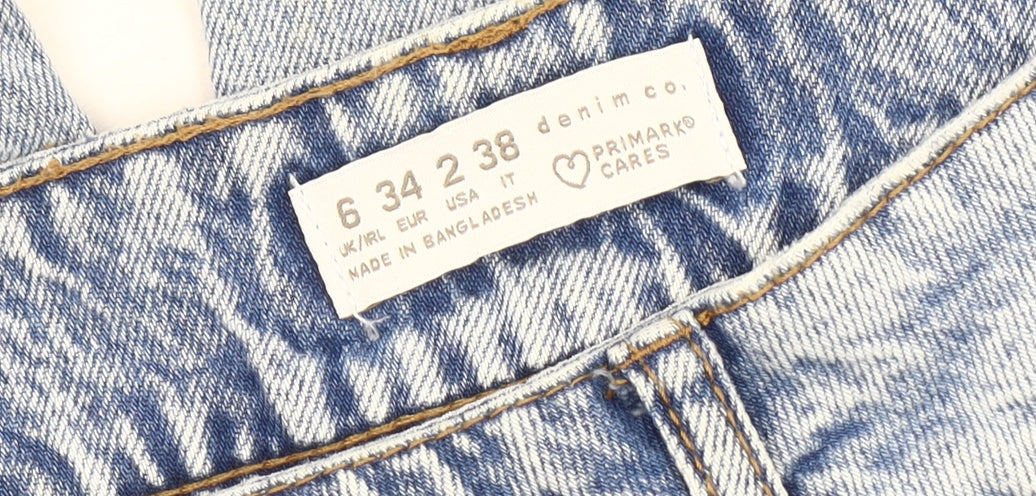 6 34 2 38
UK/IRL EUR USA IT
MADE IN BANGLADESH
denim co.
PRIMARK®
CARES